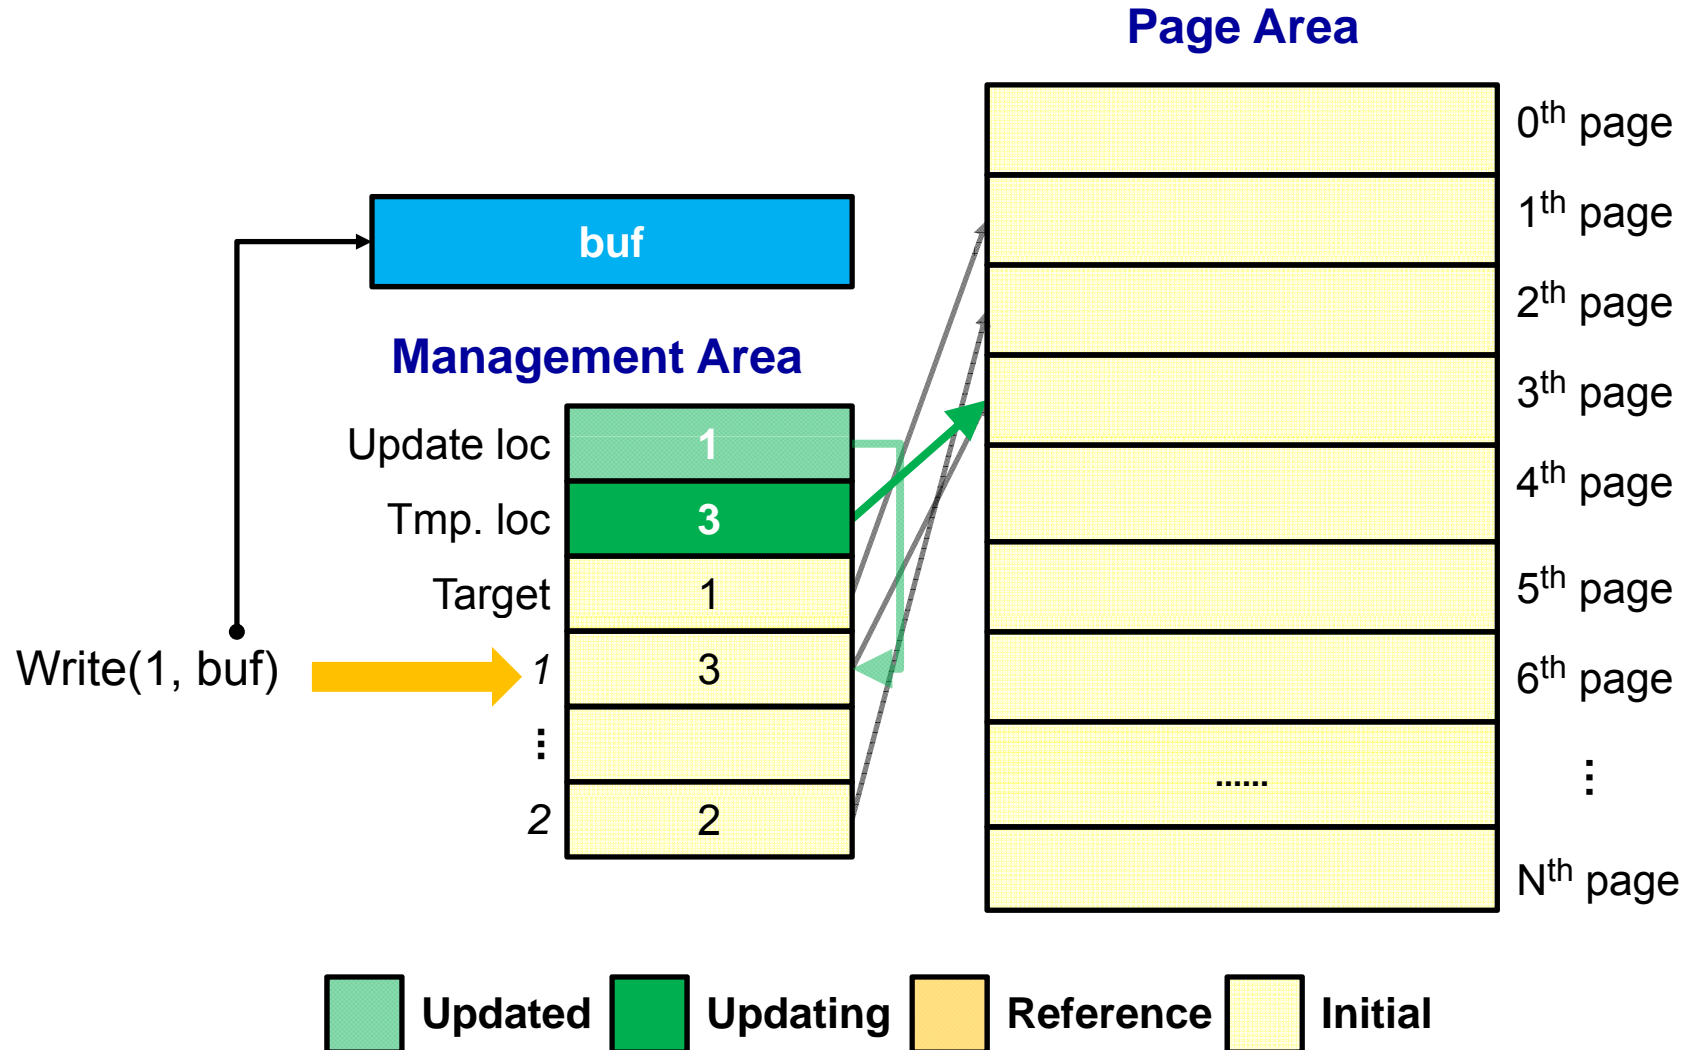 Page Area
0th page
1th page
buf
2th page
Management Area
3th page
Update loc 1
4th page
Tmp. loc 3
Target 1
5th page
Write(1, buf) 1 3
6th page
⋮
...... ⋮
2 2
Nth page
Updated Updating Reference Initial